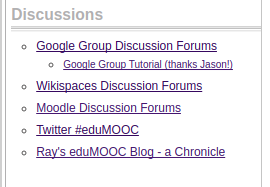 Discussions
Google Group Discussion Forums
Google Group Tutorial (thanks Jason!)
Wikispaces Discussion Forums
Moodle Discussion Forums
Twitter #eduMOOC
Ray's eduMOOC Blog - a Chronicle